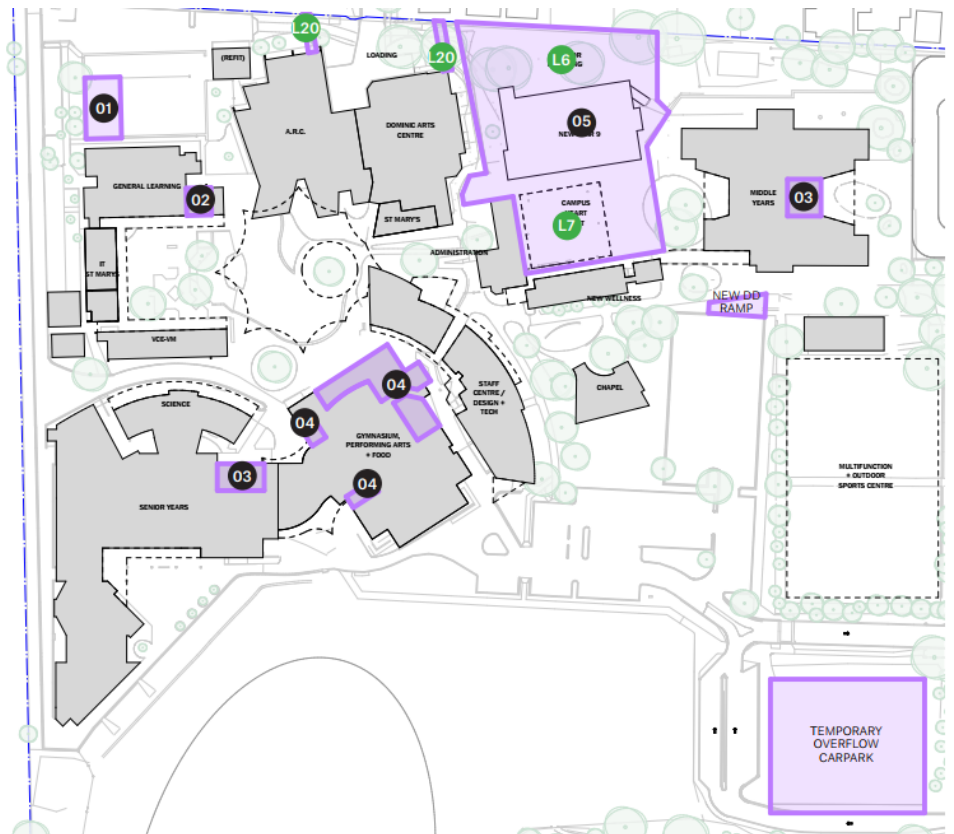 L20
L20
(REFIT)
LOADING
L6
01
05
A.R.C.
DOMINIC ARTS
CENTRE
GENERAL LEARNING
02
MIDDLE
YEARS
03
CAMPUS
L7
ST MARY'S
ADMINISTRATION
IT
ST MARYS
NEW WELLNESS
NEW DD
RAMP
VCE-VM
04
STAFF
CENTRE /
DESIGN +
TECH
CHAPEL
SCIENCE
04
GYMNASIUM,
PERFORMING ARTS
+ FOOD
03
04
SENIOR YEARS
MULTIFUNCTION
+ OUTDOOR
SPORTS CENTRE
TEMPORARY
OVERFLOW
CARPARK